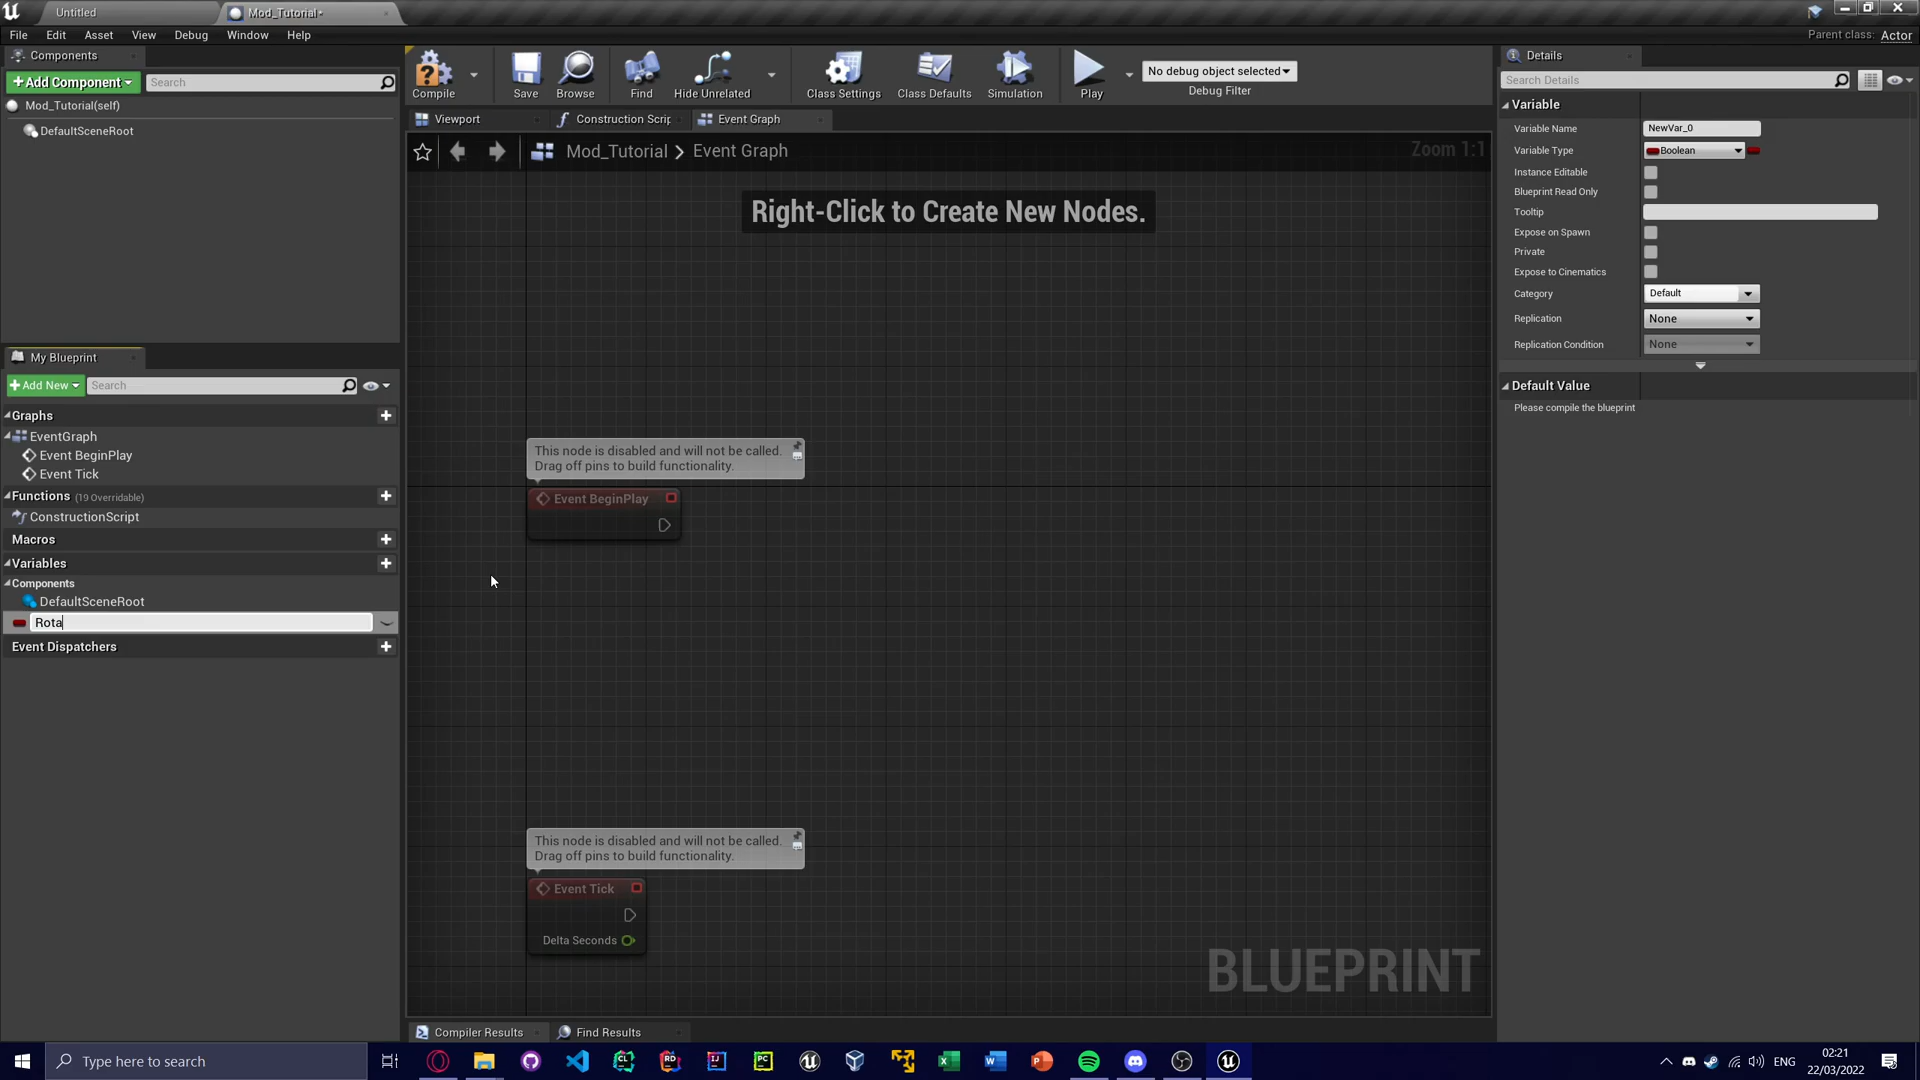 Untitled
Mod_Tutorial•
File Edit Asset View Debug Window Help
Parent class: Actor
Components
Add Component
Search
Mod_Tutorial(self)
DefaultSceneRoot
Compile
Save
Browse
Find
Hide Unrelated
Class Settings
Class Defaults
Simulation
Play
No debug object selected
Debug Filter
Viewport
Construction Scrip
Event Graph
Mod_Tutorial > Event Graph
Zoom 1:1
Right-Click to Create New Nodes.
This node is disabled and will not be called.
Drag off pins to build functionality.
Event BeginPlay
This node is disabled and will not be called.
Drag off pins to build functionality.
Event Tick
Delta Seconds
BLUEPRINT
Compiler Results
Find Results
My Blueprint
Add New
Search
Graphs
EventGraph
Event BeginPlay
Event Tick
Functions (19 Overridable)
ConstructionScript
Macros
Variables
Components
DefaultSceneRoot
Rota
Event Dispatchers
Details
Search Details
Variable
Variable Name NewVar_0
Variable Type Boolean
Instance Editable
Blueprint Read Only
Tooltip
Expose on Spawn
Private
Expose to Cinematics
Category Default
Replication None
Replication Condition None
Default Value
Please compile the blueprint
Type here to search
ENG
02:21
22/03/2022